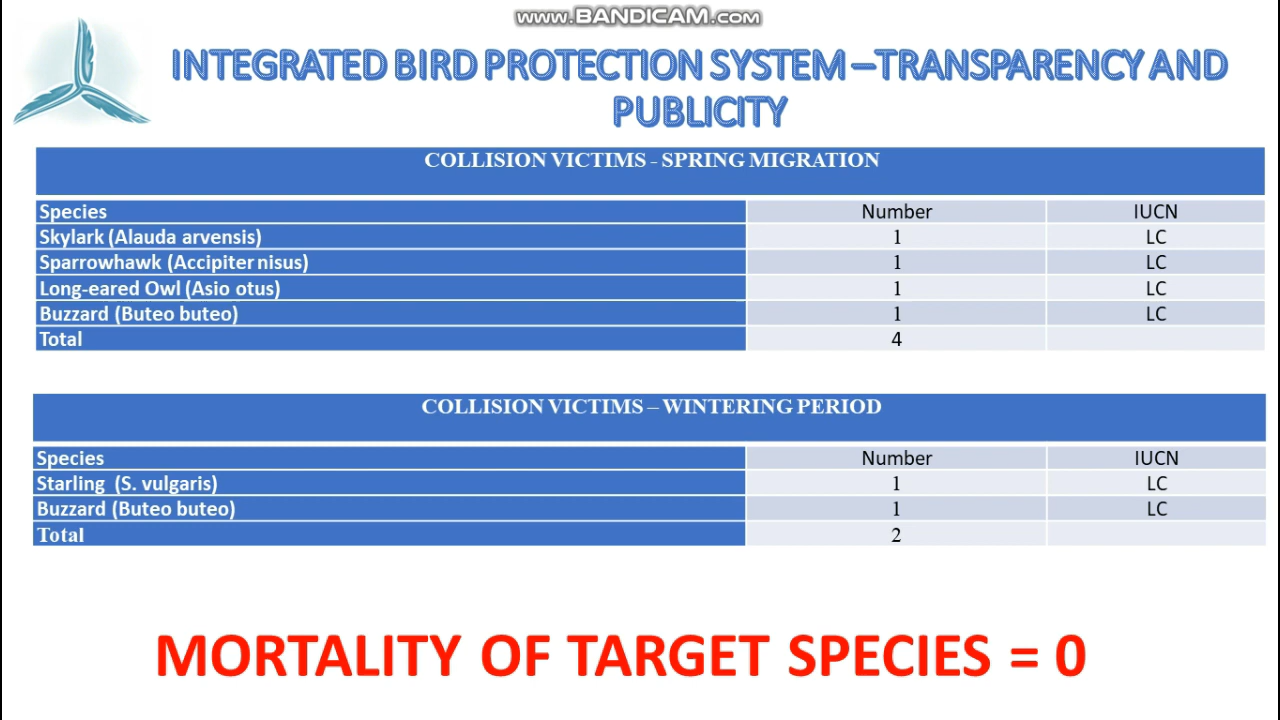 www.BANDICAM.com
INTEGRATED BIRD PROTECTION SYSTEM –TRANSPARENCY AND
PUBLICITY
COLLISION VICTIMS - SPRING MIGRATION
Species Number IUCN
Skylark (Alauda arvensis) 1 LC
Sparrowhawk (Accipiter nisus) 1 LC
Long-eared Owl (Asio otus) 1 LC
Buzzard (Buteo buteo) 1 LC
Total 4
COLLISION VICTIMS – WINTERING PERIOD
Species Number IUCN
Starling (S. vulgaris) 1 LC
Buzzard (Buteo buteo) 1 LC
Total 2
MORTALITY OF TARGET SPECIES = 0